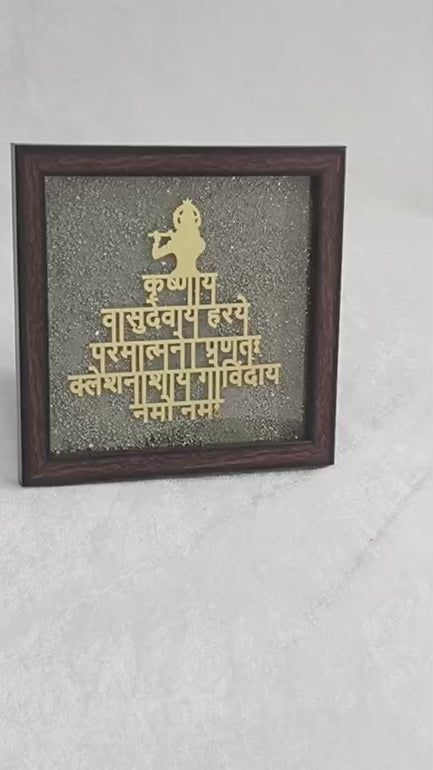 कृष्णाय
वासुदेवाय हरये
परमात्मने प्रणतः
क्लेशनाशाय गोविंदाय
नमो नमः